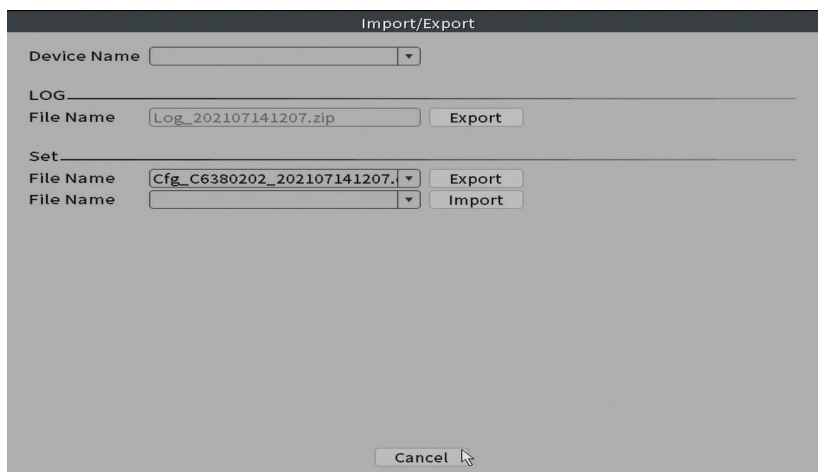 Import/Export
Device Name
LOG
File Name Log_202107141207.zip Export
Set
File Name Cfg_C6380202_202107141207. Export
File Name Import
Cancel